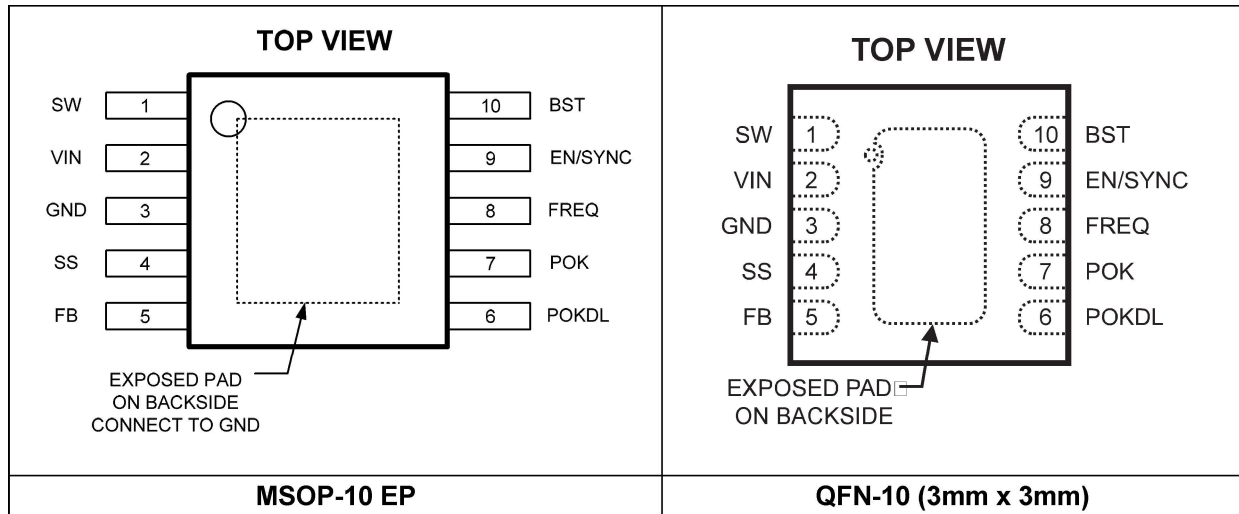 TOP VIEW
SW 1 10 BST
VIN 2 9 EN/SYNC
GND 3 8 FREQ
SS 4 7 POK
FB 5 6 POKDL
EXPOSED PAD
ON BACKSIDE
CONNECT TO GND
MSOP-10 EP
TOP VIEW
SW 1 10 BST
VIN 2 9 EN/SYNC
GND 3 8 FREQ
SS 4 7 POK
FB 5 6 POKDL
EXPOSED PAD
ON BACKSIDE
QFN-10 (3mm x 3mm)